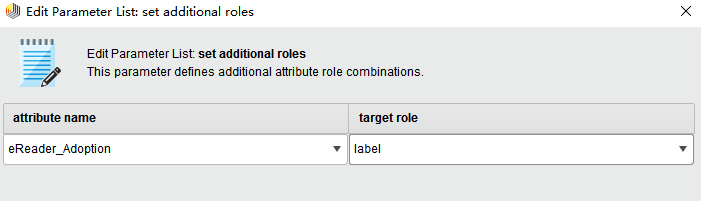 Edit Parameter List: set additional roles
Edit Parameter List: set additional roles
This parameter defines additional attribute role combinations.
attribute name target role
eReader_Adoption label